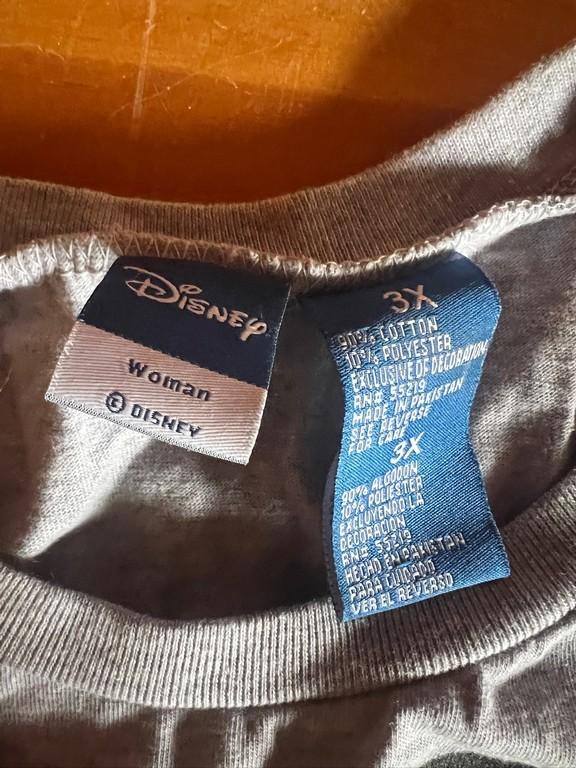 Disney
Woman
© DISNEY
3X
90% COTTON
10% POLYESTER
EXCLUSIVE OF DECORATION
RN# 55219
MADE IN PAKISTAN
SEE REVERSE
FOR CARE
3X
90% ALGODON
10% POLIESTER
EXCLUYENDO LA
DECORACION
RN# 55219
HECHO EN PAKISTAN
PARA CUIDADO
VER EL REVERSO